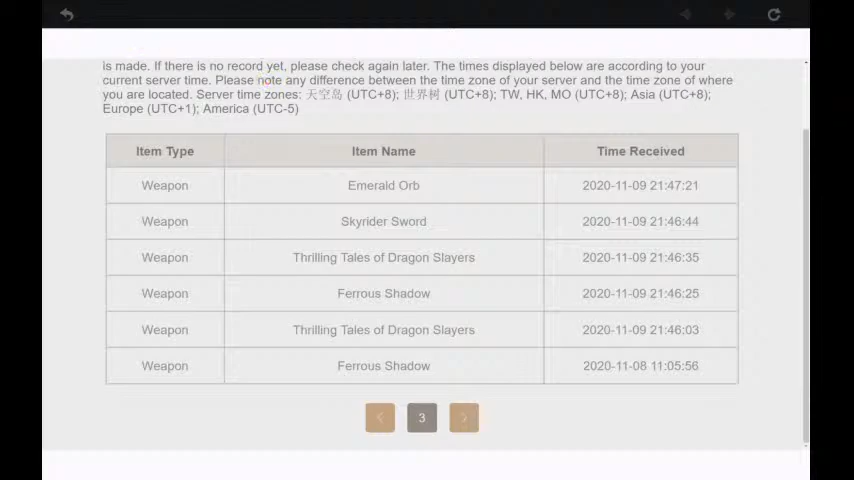 is made. If there is no record yet, please check again later. The times displayed below are according to your
current server time. Please note any difference between the time zone of your server and the time zone of where
you are located. Server time zones: 天空岛 (UTC+8); 世界树 (UTC+8); TW, HK, MO (UTC+8); Asia (UTC+8);
Europe (UTC+1); America (UTC-5)
Item Type Item Name Time Received
Weapon Emerald Orb 2020-11-09 21:47:21
Weapon Skyrider Sword 2020-11-09 21:46:44
Weapon Thrilling Tales of Dragon Slayers 2020-11-09 21:46:35
Weapon Ferrous Shadow 2020-11-09 21:46:25
Weapon Thrilling Tales of Dragon Slayers 2020-11-09 21:46:03
Weapon Ferrous Shadow 2020-11-08 11:05:56
3